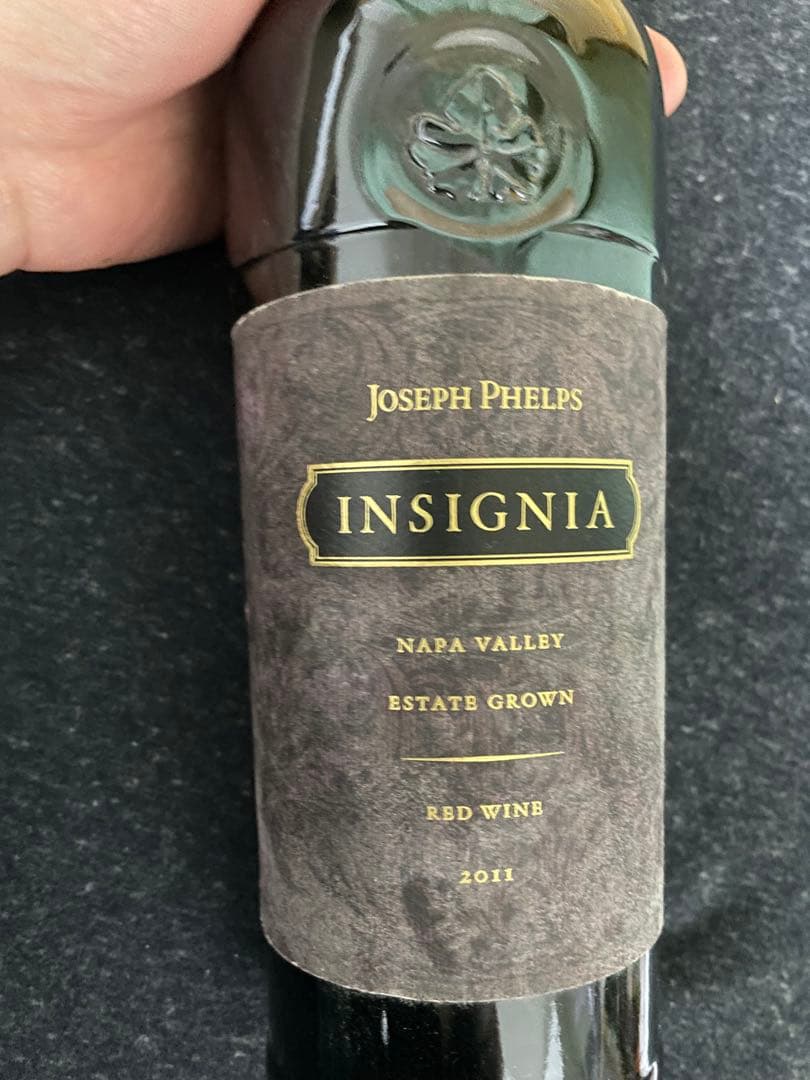 JOSEPH PHELPS
INSIGNIA
NAPA VALLEY
ESTATE GROWN
RED WINE
2011